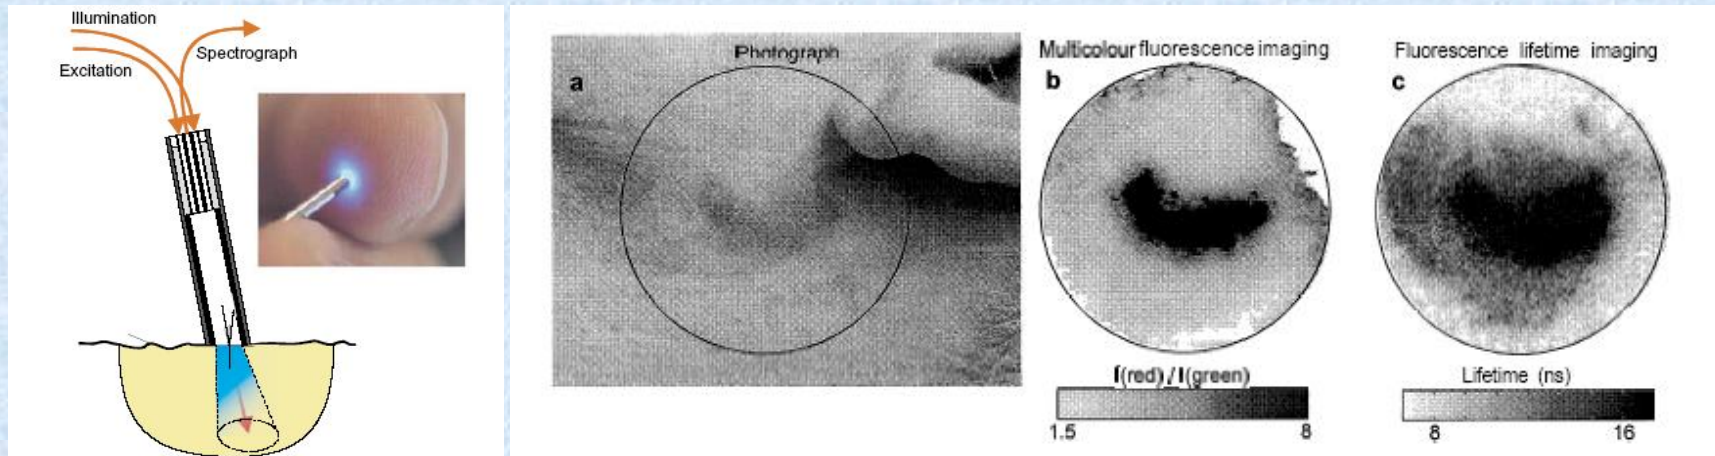 Illumination
Spectrograph
Excitation
Photograph
a
Multicolour fluorescence imaging
b
Fluorescence lifetime imaging
c
I(red)/I(green)
1.5 8
Lifetime (ns)
8 16